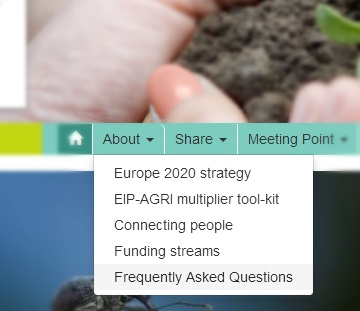 About Share Meeting Point
Europe 2020 strategy
EIP-AGRI multiplier tool-kit
Connecting people
Funding streams
Frequently Asked Questions